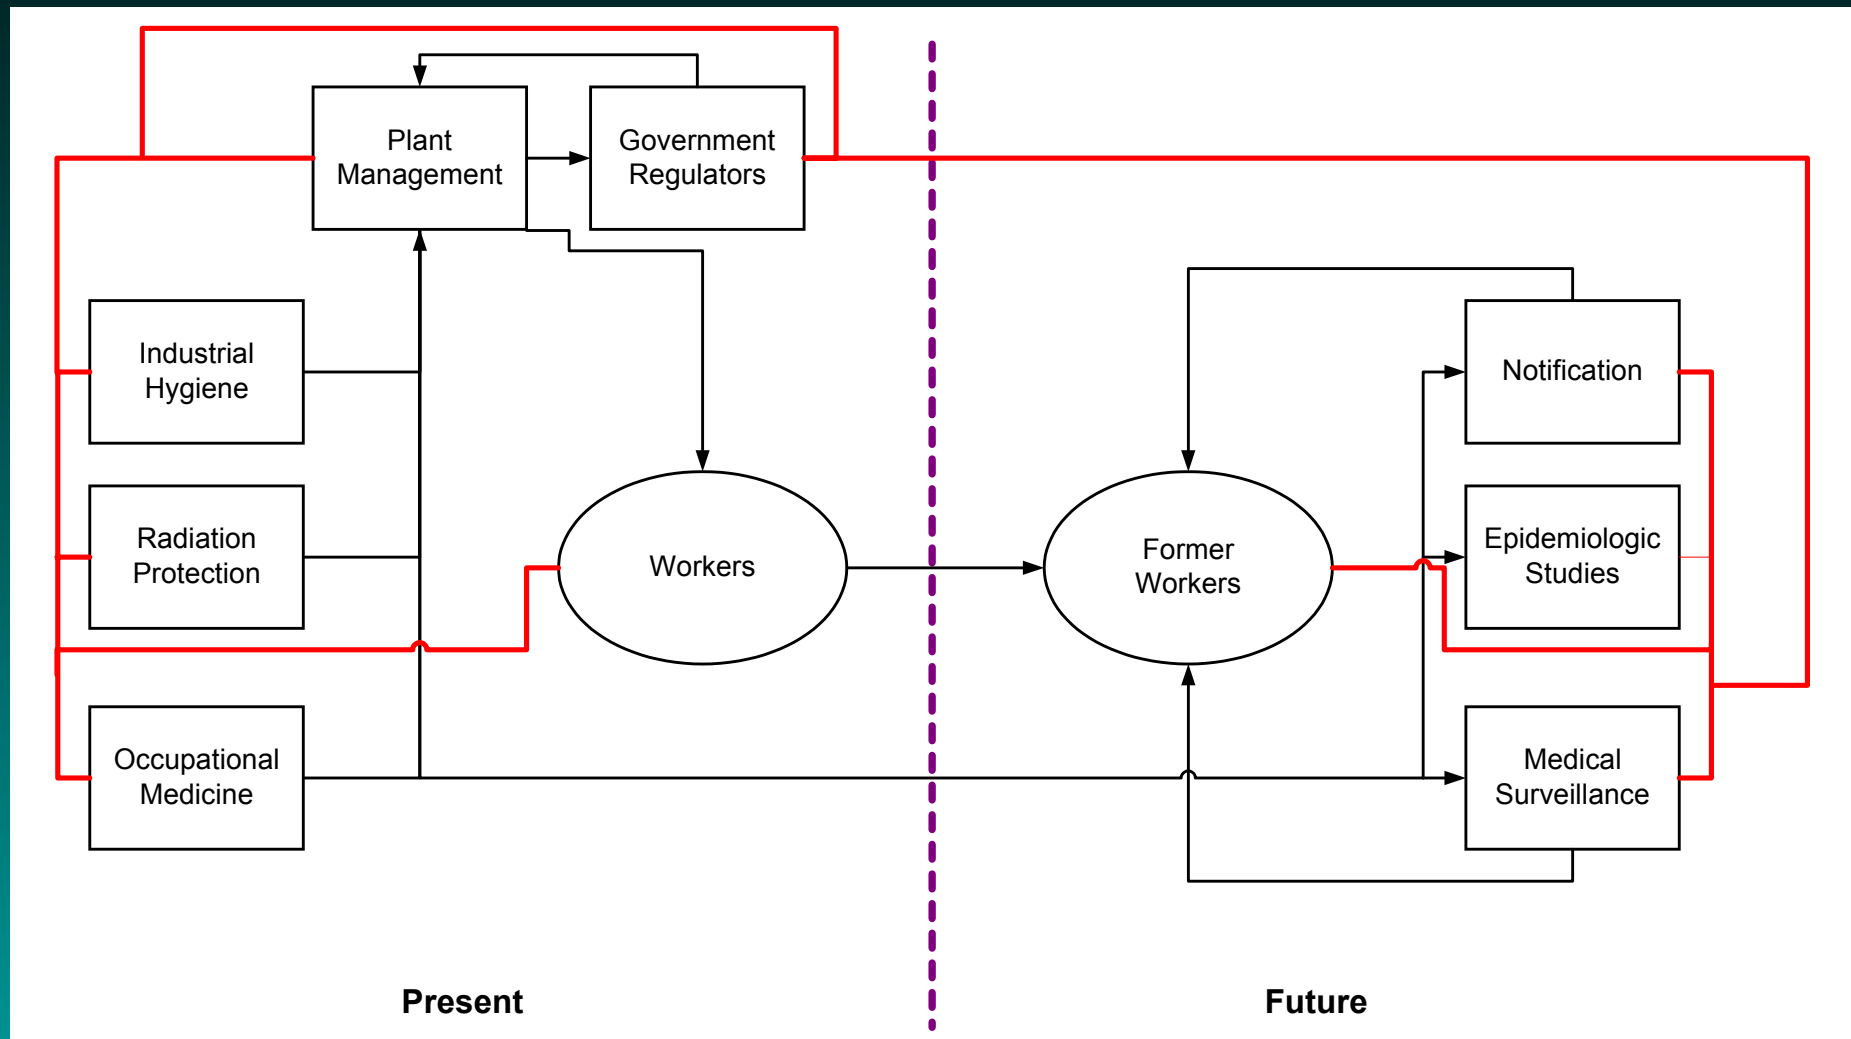 Plant
Management
Government
Regulators
Industrial
Hygiene
Radiation
Protection
Occupational
Medicine
Workers
Former
Workers
Notification
Epidemiologic
Studies
Medical
Surveillance
Present
Future